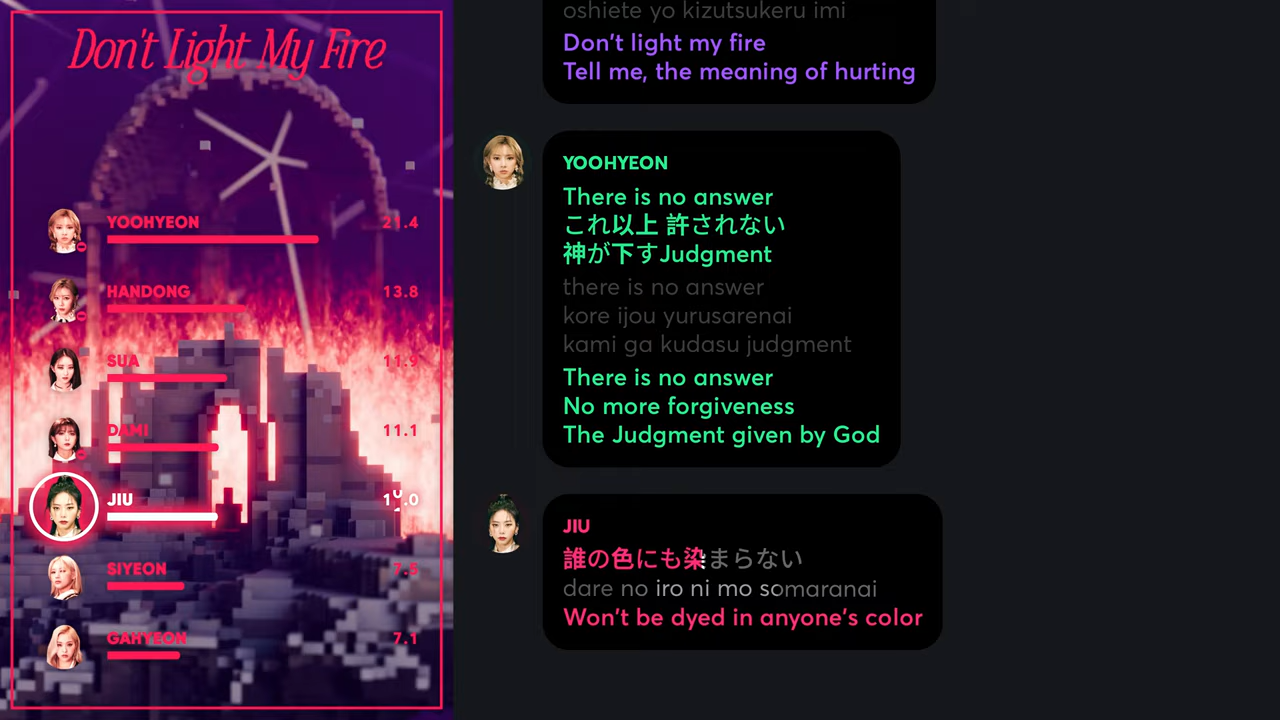 Don't Light My Fire
YOOHYEON
21.4
HANDONG
13.8
SUA
11.9
DAMI
11.1
JIU
SIYEON
7.5
GAHYEON
7.1
oshiete yo kizutsukeru imi
Don't light my fire
Tell me, the meaning of hurting
YOOHYEON
There is no answer
これ以上 許されない
神が下すJudgment
there is no answer
kore ijou yurusarenai
kami ga kudasu judgment
There is no answer
No more forgiveness
The Judgment given by God
JIU
誰の色にも染まらない
dare no iro ni mo somaranai
Won't be dyed in anyone's color